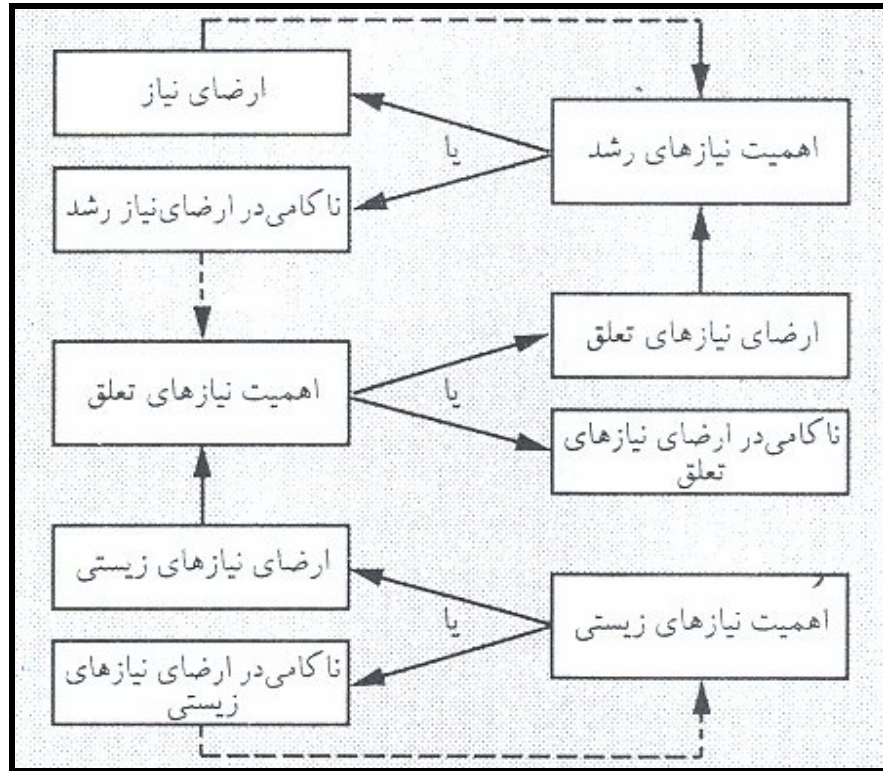 ارضای نیاز
اهمیت نیازهای رشد
یا
ناکامی در ارضای نیاز رشد
ارضای نیازهای تعلق
اهمیت نیازهای تعلق
یا
ناکامی در ارضای نیازهای
تعلق
ارضای نیازهای زیستی
اهمیت نیازهای زیستی
یا
ناکامی در ارضای نیازهای
زیستی